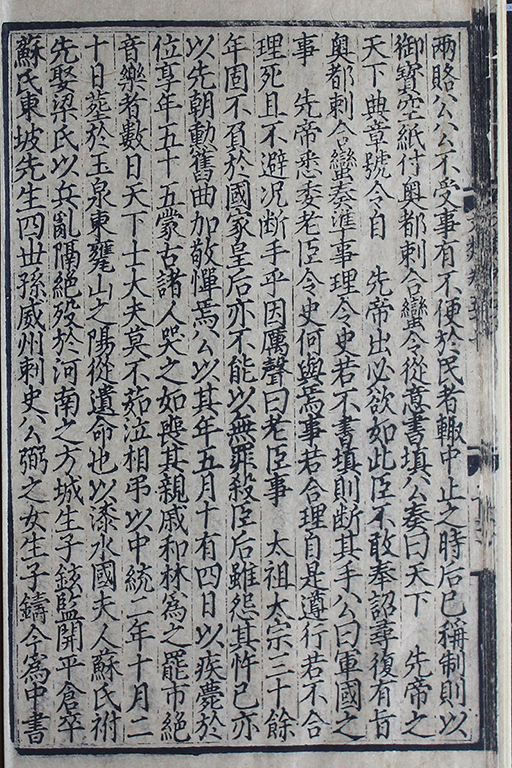 兩賂公公不受事有不便於民者輙中止之時后已稱制則以
御寶空紙付奥都剌合蠻令從意書填公奏曰天下 先帝之
天下典章號令自 先帝出必欲如此臣不敢奉詔尋復有旨
奥都剌合蠻奏准事理令史若不書填則断其手公曰軍國之
事 先帝悉委老臣令史何與焉事若合理自是遵行若不合
理死且不避况断手乎因厲聲曰老臣事 太祖太宗三十餘
年固不負於國家皇后亦不能以無罪殺臣后雖怨其忤己亦
以先朝勳舊曲加敬憚焉公以其年五月十有四日以疾薨於
位享年五十五蒙古諸人哭之如喪其親戚和林為之罷市絕
音樂者數日天下士大夫莫不茹泣相弔以中統二年十月二
十日塟於玉泉東甕山之陽從遺命也以漆水國夫人蘇氏祔
先娶梁氏以兵亂隔絕歿於河南之方城生子鉉監開平倉卒
蘇氏東坡先生四世孫威州刺史公弼之女生子鑄今為中書